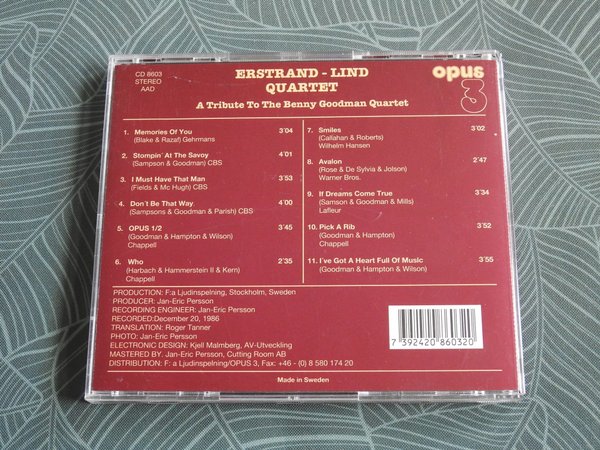 CD 8603
STEREO
AAD
ERSTRAND - LIND
QUARTET
A Tribute To The Benny Goodman Quartet
opus
3
1. Memories Of You 3'04
(Blake & Razaf) Gehrmans
2. Stompin' At The Savoy 4'01
(Sampson & Goodman) CBS
3. I Must Have That Man 3'53
(Fields & Mc Hugh) CBS
4. Don't Be That Way 4'00
(Sampsons & Goodman & Parish) CBS
5. OPUS 1/2 3'45
(Goodman & Hampton & Wilson)
Chappell
6. Who 2'35
(Harbach & Hammerstein II & Kern)
Chappell
7. Smiles 3'02
(Callahan & Roberts)
Wilhelm Hansen
8. Avalon 2'47
(Rose & De Sylvia & Jolson)
Warner Bros.
9. If Dreams Come True 3'34
(Samson & Goodman & Mills)
Lafleur
10. Pick A Rib 3'52
(Goodman & Hampton)
Chappell
11. I've Got A Heart Full Of Music 3'55
(Goodman & Hampton & Wilson)
PRODUCTION: F:a Ljudinspelning, Stockholm, Sweden
PRODUCER: Jan-Eric Persson
RECORDING ENGINEER: Jan-Eric Persson
RECORDED:December 20, 1986
TRANSLATION: Roger Tanner
PHOTO: Jan-Eric Persson
ELECTRONIC DESIGN: Kjell Malmberg, AV-Utveckling
MASTERED BY. Jan-Eric Persson, Cutting Room AB
DISTRIBUTION: F: a Ljudinspelning/OPUS 3, Fax: +46 - (0) 8 580 174 20
7 392420 860320
Made in Sweden